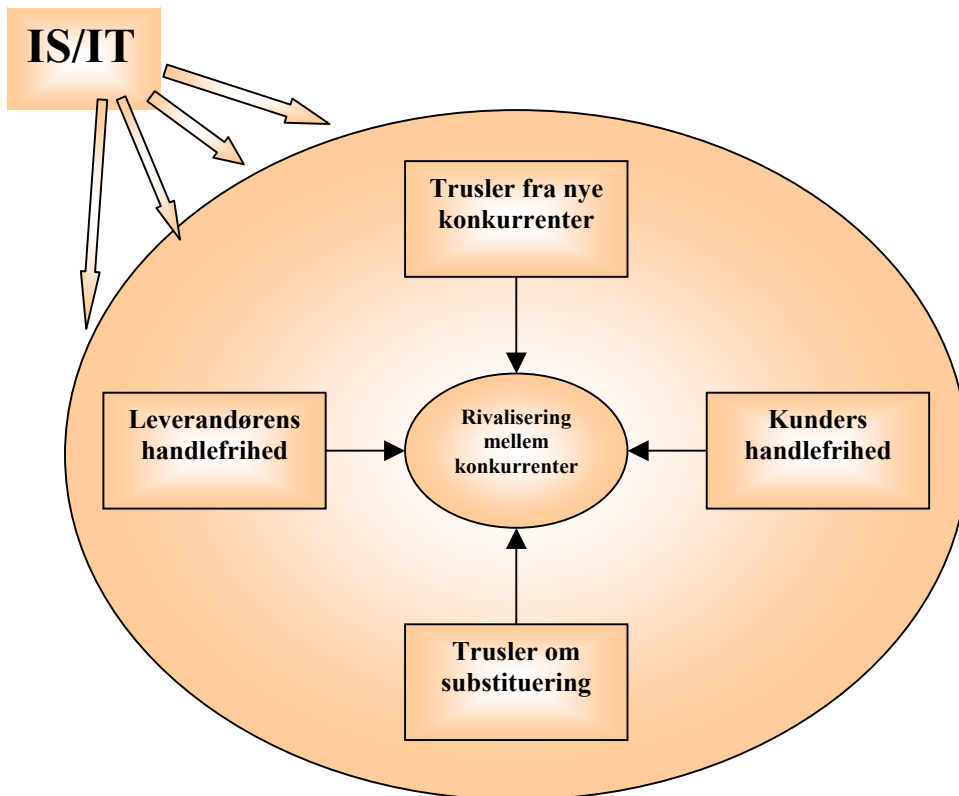 IS/IT
Trusler fra nye
konkurrenter
Leverandørens
handlefrihed
Rivalisering
mellem
konkurrenter
Kunders
handlefrihed
Trusler om
substituering